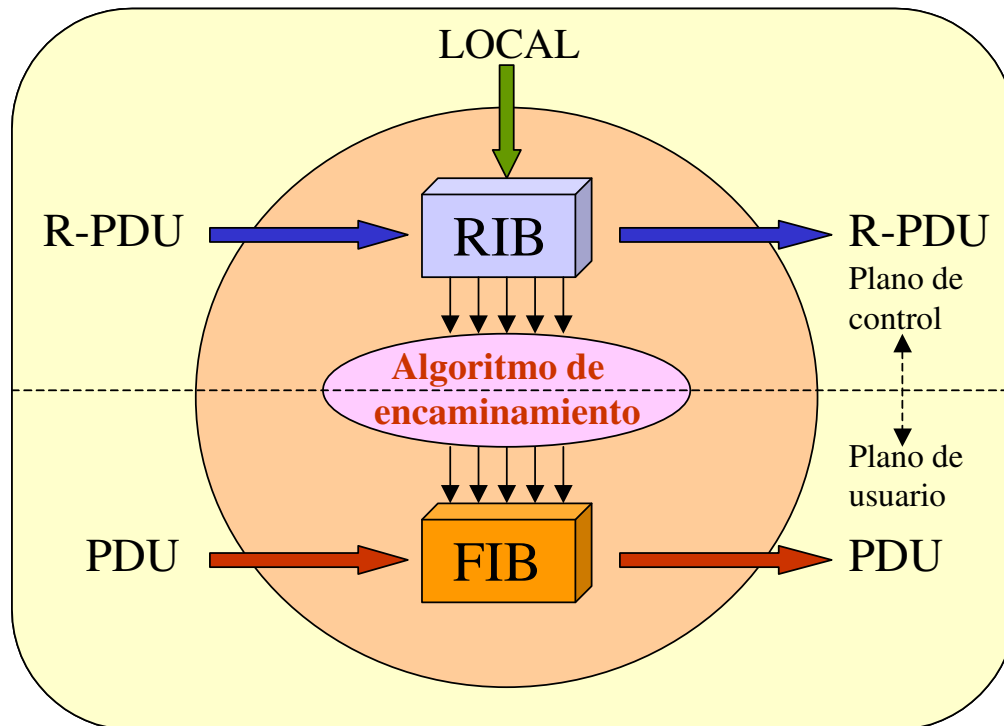 LOCAL
R-PDU
RIB
R-PDU
Plano de
control
Algoritmo de
encaminamiento
Plano de
usuario
PDU
FIB
PDU